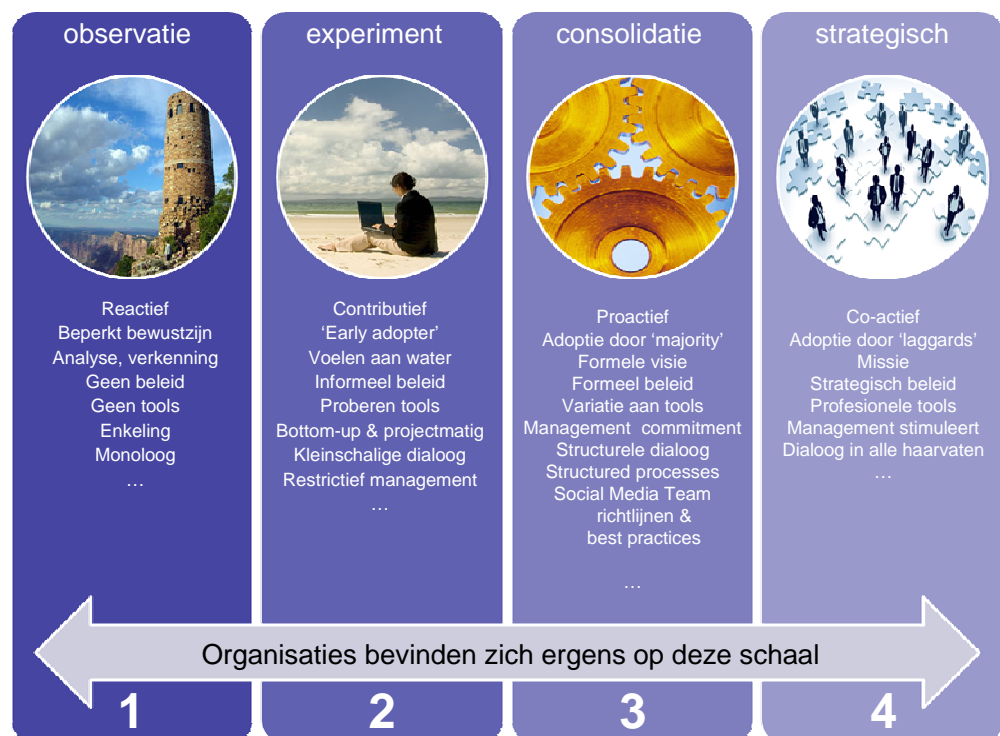 observatie
Reactief
Beperkt bewustzijn
Analyse, verkenning
Geen beleid
Geen tools
Enkeling
Monoloog
…
experiment
Contributief
‘Early adopter’
Voelen aan water
Informeel beleid
Proberen tools
Bottom-up & projectmatig
Kleinschalige dialoog
Restrictief management
…
consolidatie
Proactief
Adoptie door ‘majority’
Formele visie
Formeel beleid
Variatie aan tools
Management commitment
Structurele dialoog
Structured processes
Social Media Team
richtlijnen &
best practices
…
strategisch
Co-actief
Adoptie door ‘laggards’
Missie
Strategisch beleid
Profesionele tools
Management stimuleert
Dialoog in alle haarvaten
…
Organisaties bevinden zich ergens op deze schaal
1
2
3
4